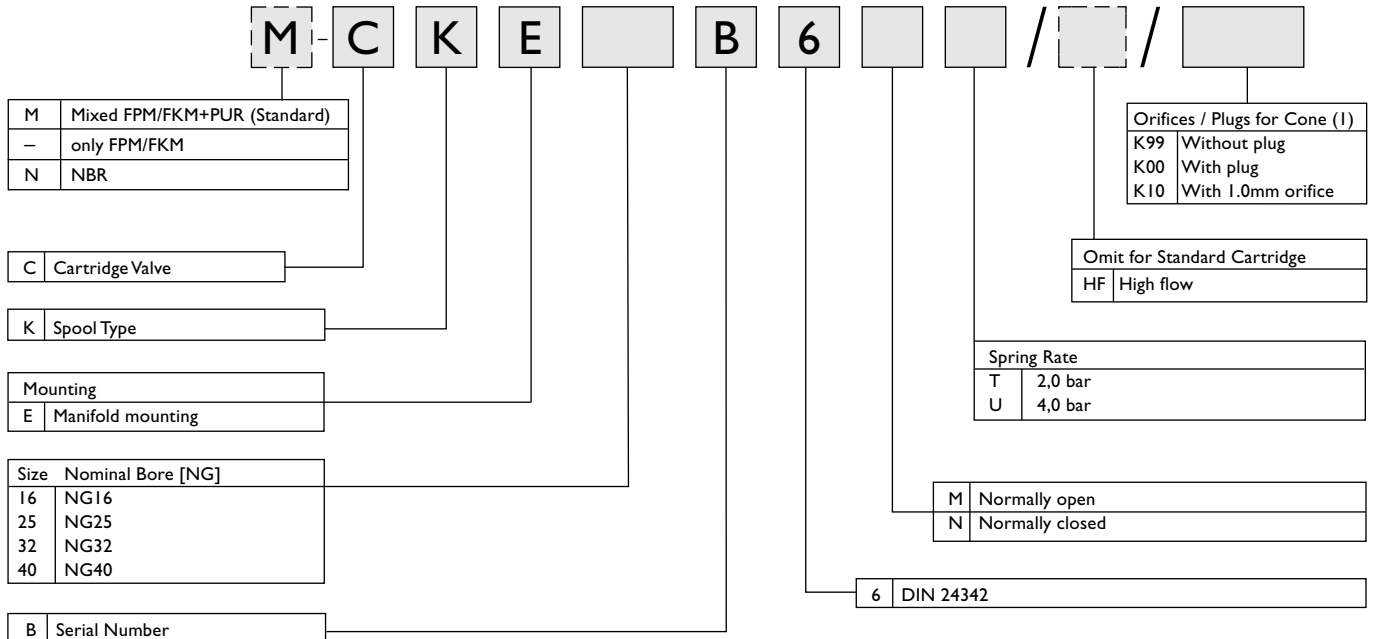 M - C K E B 6 / /
M Mixed FPM/FKM+PUR (Standard)
– only FPM/FKM
N NBR
C Cartridge Valve
K Spool Type
Mounting
E Manifold mounting
Size Nominal Bore [NG]
16 NG16
25 NG25
32 NG32
40 NG40
B Serial Number
Orifices / Plugs for Cone (1)
K99 Without plug
K00 With plug
K10 With 1.0mm orifice
Omit for Standard Cartridge
HF High flow
Spring Rate
T 2,0 bar
U 4,0 bar
M Normally open
N Normally closed
6 DIN 24342